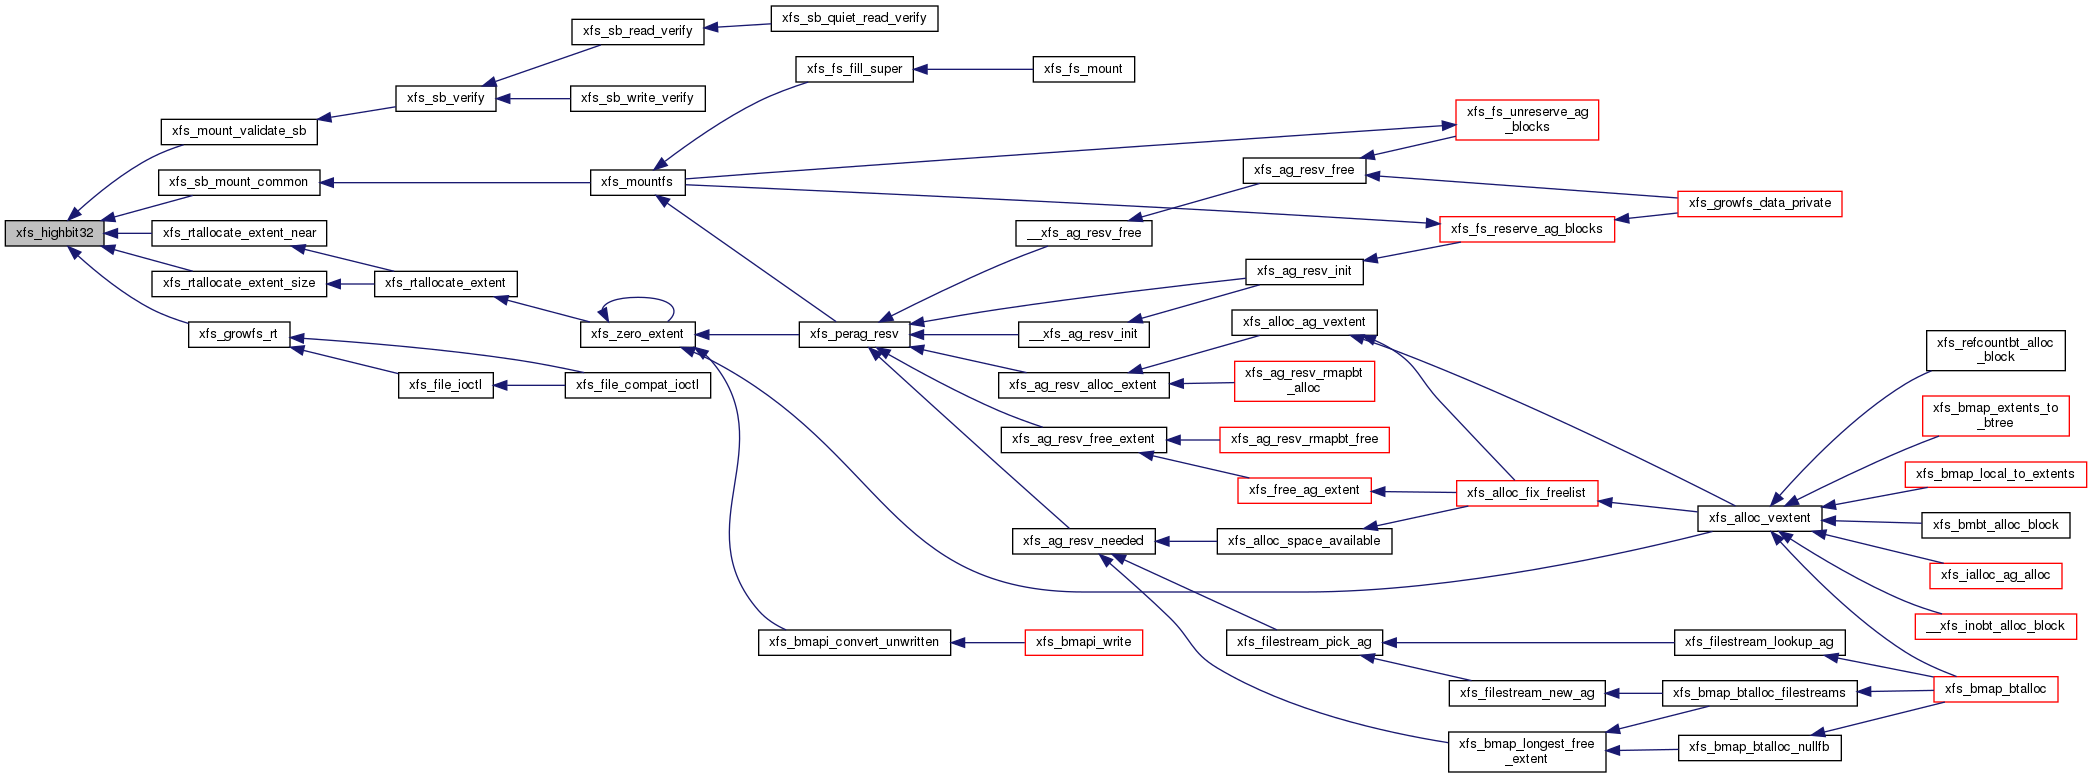 xfs_sb_quiet_read_verify
xfs_sb_read_verify
xfs_fs_fill_super
xfs_fs_mount
xfs_sb_verify
xfs_sb_write_verify
xfs_fs_unreserve_ag
_blocks
xfs_mount_validate_sb
xfs_ag_resv_free
xfs_sb_mount_common
xfs_mountfs
xfs_growfs_data_private
xfs_highbit32
xfs_rtallocate_extent_near
__xfs_ag_resv_free
xfs_fs_reserve_ag_blocks
xfs_ag_resv_init
xfs_rtallocate_extent_size
xfs_rtallocate_extent
xfs_alloc_ag_vextent
xfs_growfs_rt
xfs_zero_extent
xfs_perag_resv
__xfs_ag_resv_init
xfs_refcountbt_alloc
_block
xfs_file_ioctl
xfs_file_compat_ioctl
xfs_ag_resv_alloc_extent
xfs_ag_resv_rmapbt
_alloc
xfs_bmap_extents_to
_btree
xfs_ag_resv_free_extent
xfs_ag_resv_rmapbt_free
xfs_bmap_local_to_extents
xfs_free_ag_extent
xfs_alloc_fix_freelist
xfs_alloc_vextent
xfs_bmbt_alloc_block
xfs_ag_resv_needed
xfs_alloc_space_available
xfs_ialloc_ag_alloc
__xfs_inobt_alloc_block
xfs_bmapi_convert_unwritten
xfs_bmapi_write
xfs_filestream_pick_ag
xfs_filestream_lookup_ag
xfs_filestream_new_ag
xfs_bmap_btalloc_filestreams
xfs_bmap_btalloc
xfs_bmap_longest_free
_extent
xfs_bmap_btalloc_nullfb